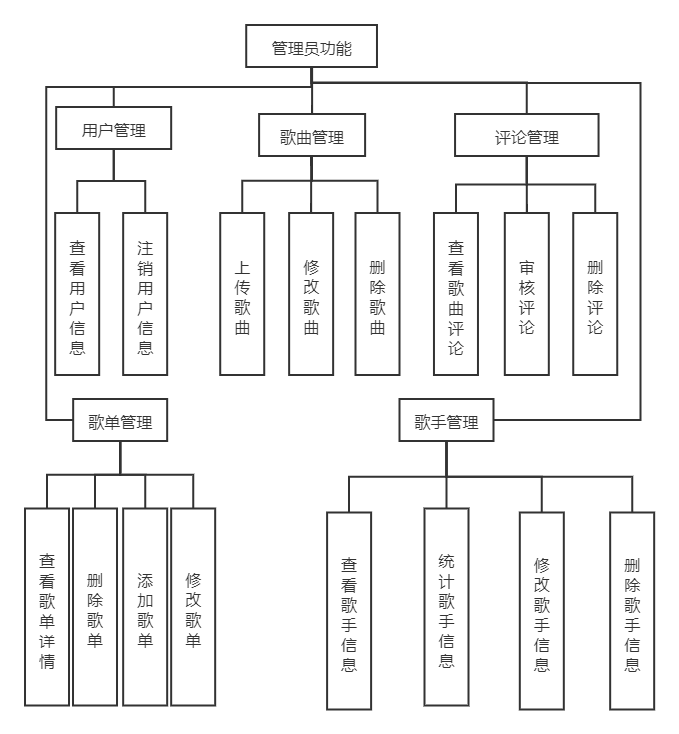 管理员功能
用户管理
歌曲管理
评论管理
查看用户信息
注销用户信息
上传歌曲
修改歌曲
删除歌曲
查看歌曲评论
审核评论
删除评论
歌单管理
歌手管理
查看歌单详情
删除歌单
添加歌单
修改歌单
查看歌手信息
统计歌手信息
修改歌手信息
删除歌手信息